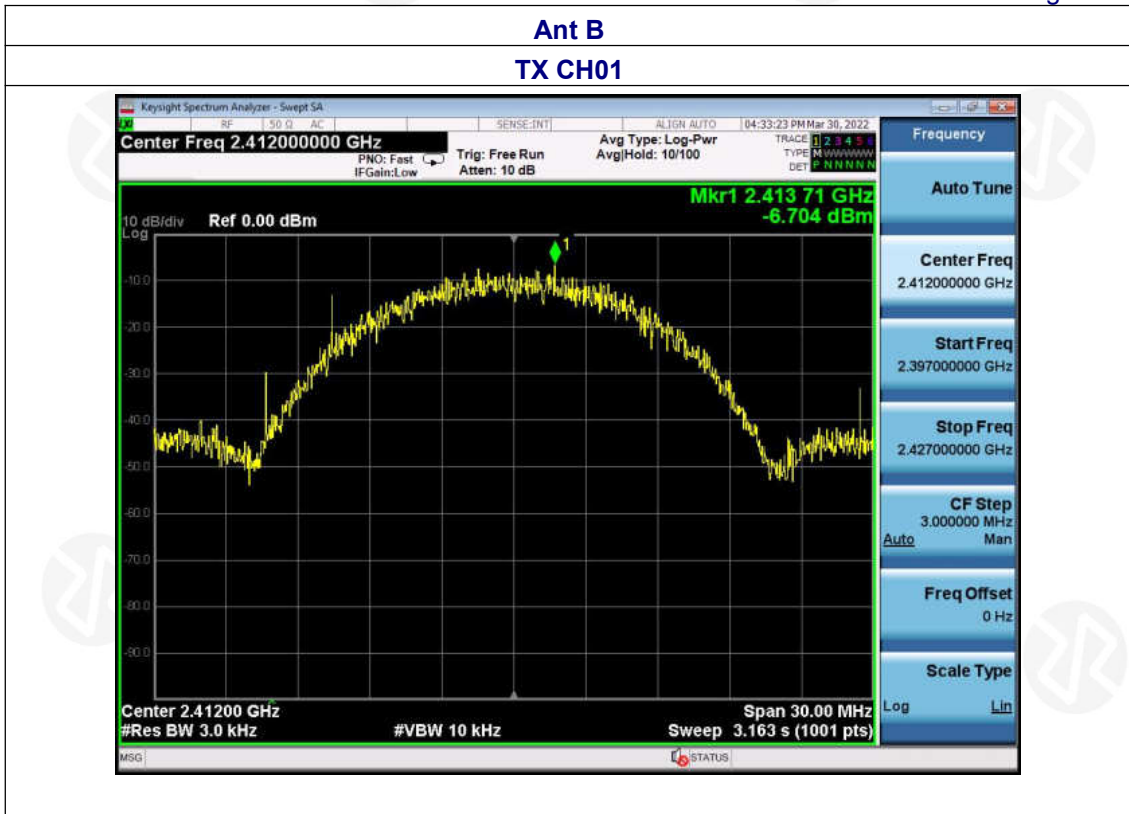 Ant B
TX CH01
Keysight Spectrum Analyzer - Swept SA
RF 50 Ω AC SENSE:INT ALIGN AUTO 04:33:23 PM Mar 30, 2022
Center Freq 2.412000000 GHz
PNO: Fast
IFGain:Low
Trig: Free Run
Atten: 10 dB
Avg Type: Log-Pwr
Avg|Hold: 10/100
TRACE 1 2 3 4 5 6
TYPE M W W W W W
DET P N N N N N
Frequency
Mkr1 2.413 71 GHz
-6.704 dBm
10 dB/div Ref 0.00 dBm
Log
1
-10.0
-20.0
-30.0
-40.0
-50.0
-60.0
-70.0
-80.0
-90.0
Center 2.41200 GHz Span 30.00 MHz
#Res BW 3.0 kHz #VBW 10 kHz Sweep 3.163 s (1001 pts)
Auto Tune
Center Freq
2.412000000 GHz
Start Freq
2.397000000 GHz
Stop Freq
2.427000000 GHz
CF Step
3.000000 MHz
Auto Man
Freq Offset
0 Hz
Scale Type
Log Lin
MSG STATUS